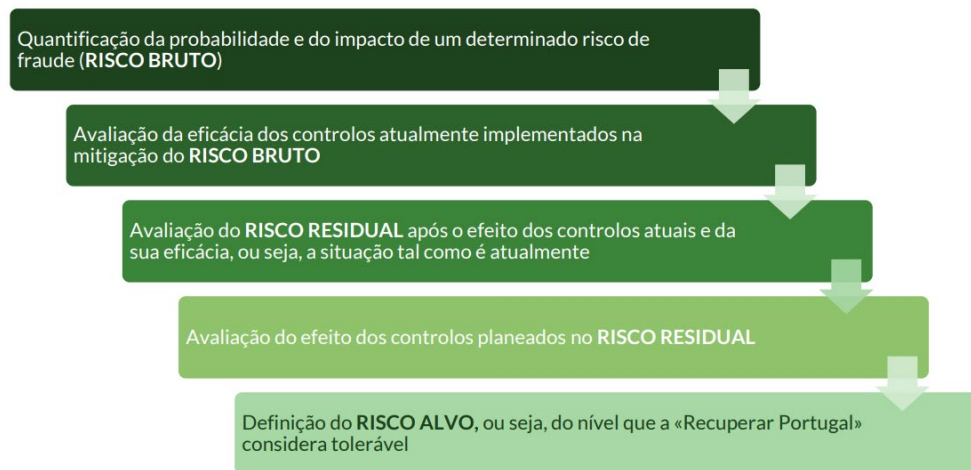 Quantificação da probabilidade e do impacto de um determinado risco de
fraude (RISCO BRUTO)
Avaliação da eficácia dos controlos atualmente implementados na
mitigação do RISCO BRUTO
Avaliação do RISCO RESIDUAL após o efeito dos controlos atuais e da
sua eficácia, ou seja, a situação tal como é atualmente
Avaliação do efeito dos controlos planeados no RISCO RESIDUAL
Definição do RISCO ALVO, ou seja, do nível que a «Recuperar Portugal»
considera tolerável